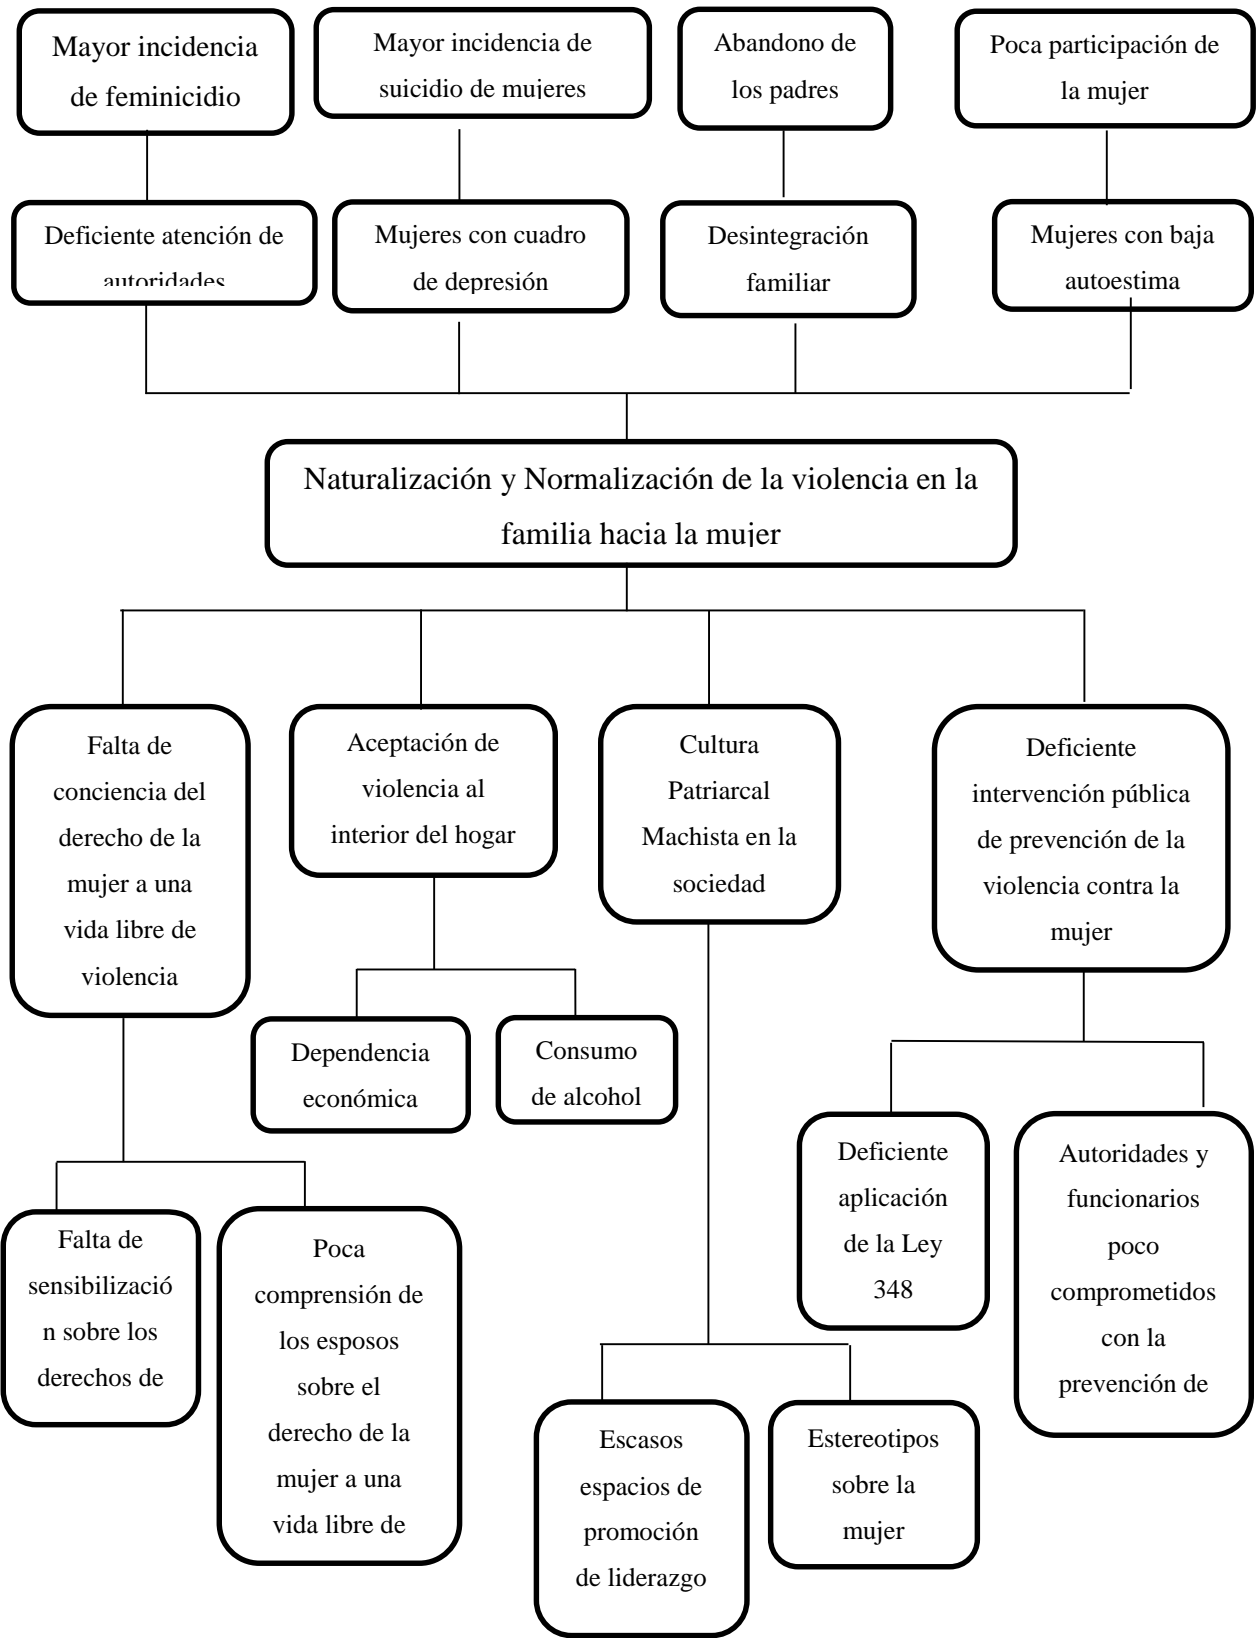 Mayor incidencia
de feminicidio
Mayor incidencia de
suicidio de mujeres
Abandono de
los padres
Poca participación de
la mujer
Deficiente atención de
autoridades
Mujeres con cuadro
de depresión
Desintegración
familiar
Mujeres con baja
autoestima
Naturalización y Normalización de la violencia en la
familia hacia la mujer
Falta de
conciencia del
derecho de la
mujer a una
vida libre de
violencia
Aceptación de
violencia al
interior del hogar
Cultura
Patriarcal
Machista en la
sociedad
Deficiente
intervención pública
de prevención de la
violencia contra la
mujer
Dependencia
económica
Consumo
de alcohol
Deficiente
aplicación
de la Ley
348
Autoridades y
funcionarios
poco
comprometidos
con la
prevención de
Falta de
sensibilizació
n sobre los
derechos de
Poca
comprensión de
los esposos
sobre el
derecho de la
mujer a una
vida libre de
Escasos
espacios de
promoción
de liderazgo
Estereotipos
sobre la
mujer